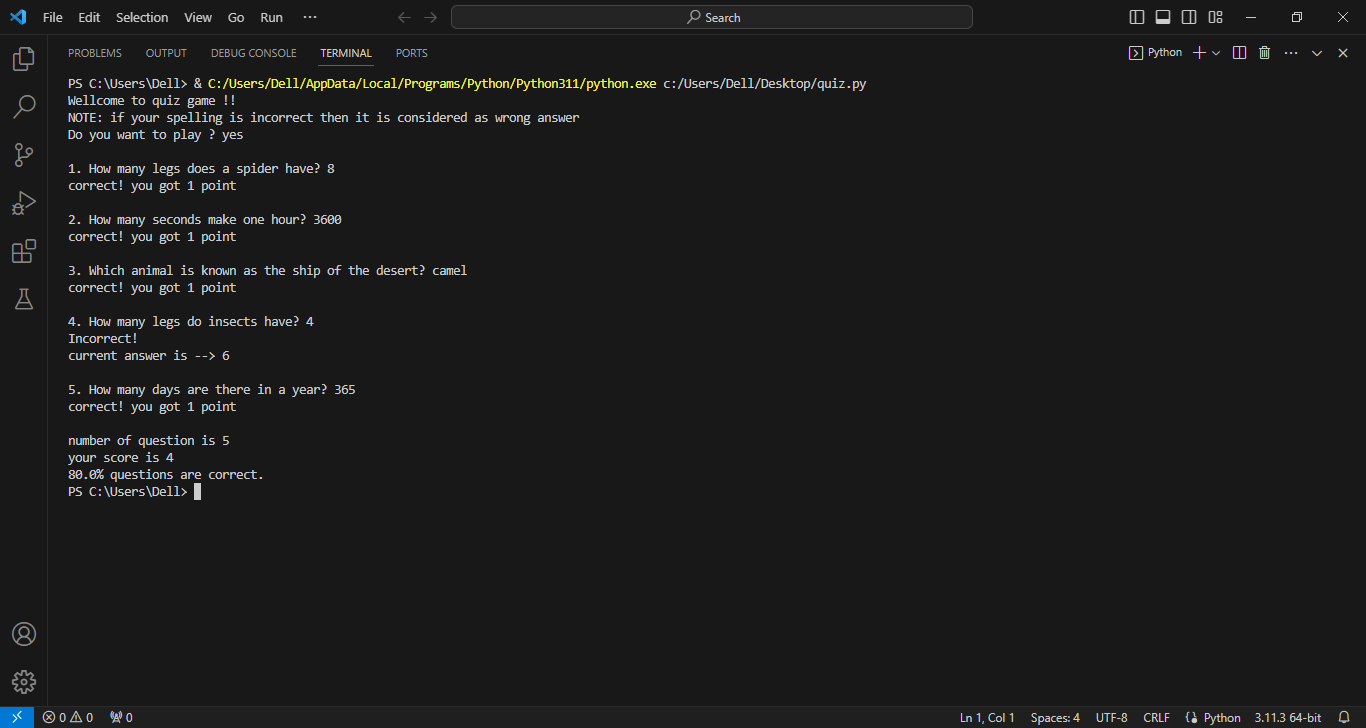 File Edit Selection View Go Run ··· Search
PROBLEMS OUTPUT DEBUG CONSOLE TERMINAL PORTS Python
PS C:\Users\Dell> & C:/Users/Dell/AppData/Local/Programs/Python/Python311/python.exe c:/Users/Dell/Desktop/quiz.py
Wellcome to quiz game !!
NOTE: if your spelling is incorrect then it is considered as wrong answer
Do you want to play ? yes
1. How many legs does a spider have? 8
correct! you got 1 point
2. How many seconds make one hour? 3600
correct! you got 1 point
3. Which animal is known as the ship of the desert? camel
correct! you got 1 point
4. How many legs do insects have? 4
Incorrect!
current answer is --> 6
5. How many days are there in a year? 365
correct! you got 1 point
number of question is 5
your score is 4
80.0% questions are correct.
PS C:\Users\Dell>
0 0 0 Ln 1, Col 1 Spaces: 4 UTF-8 CRLF Python 3.11.3 64-bit